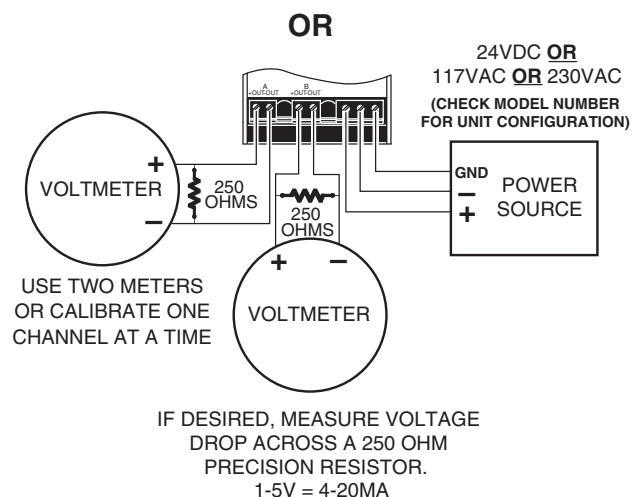 OR
24VDC OR
117VAC OR 230VAC
(CHECK MODEL NUMBER
FOR UNIT CONFIGURATION)
A
+OUT-OUT
B
+OUT-OUT
+
VOLTMETER
−
250
OHMS
250
OHMS
GND
−
+
POWER
SOURCE
USE TWO METERS
OR CALIBRATE ONE
CHANNEL AT A TIME
+ −
VOLTMETER
IF DESIRED, MEASURE VOLTAGE
DROP ACROSS A 250 OHM
PRECISION RESISTOR.
1-5V = 4-20MA